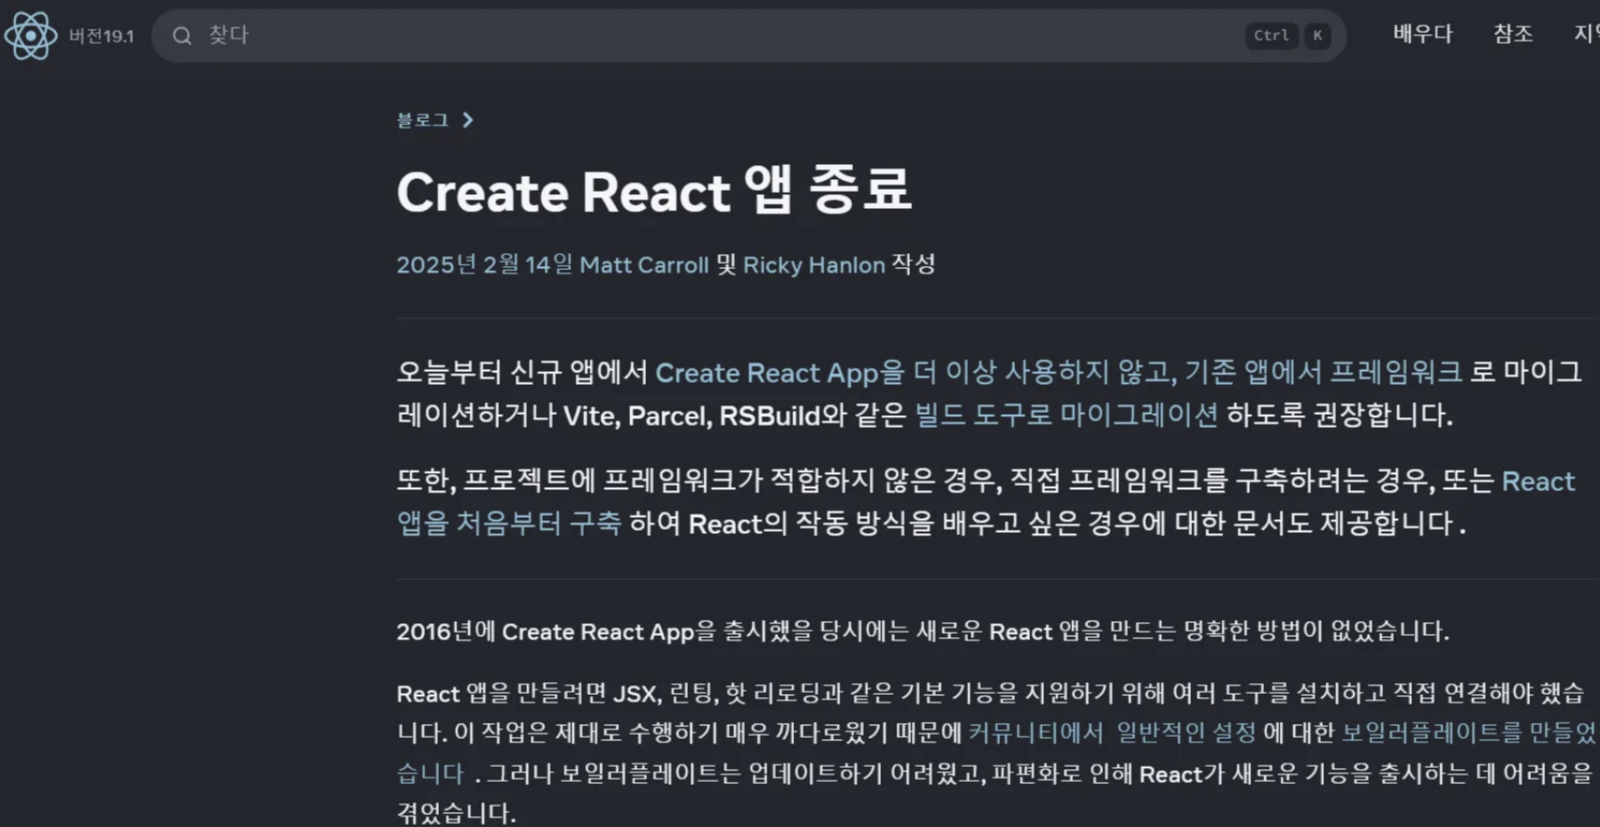 버전19.1
찾다
Ctrl K
배우다
참조
블로그
Create React 앱 종료
2025년 2월 14일 Matt Carroll 및 Ricky Hanlon 작성
오늘부터 신규 앱에서 Create React App을 더 이상 사용하지 않고, 기존 앱에서 프레임워크 로 마이그
레이션하거나 Vite, Parcel, RSBuild와 같은 빌드 도구로 마이그레이션 하도록 권장합니다.
또한, 프로젝트에 프레임워크가 적합하지 않은 경우, 직접 프레임워크를 구축하려는 경우, 또는 React
앱을 처음부터 구축 하여 React의 작동 방식을 배우고 싶은 경우에 대한 문서도 제공합니다 .
2016년에 Create React App을 출시했을 당시에는 새로운 React 앱을 만드는 명확한 방법이 없었습니다.
React 앱을 만들려면 JSX, 린팅, 핫 리로딩과 같은 기본 기능을 지원하기 위해 여러 도구를 설치하고 직접 연결해야 했습
니다. 이 작업은 제대로 수행하기 매우 까다로웠기 때문에 커뮤니티에서 일반적인 설정 에 대한 보일러플레이트를 만들었
습니다 . 그러나 보일러플레이트는 업데이트하기 어려웠고, 파편화로 인해 React가 새로운 기능을 출시하는 데 어려움을
겪었습니다.